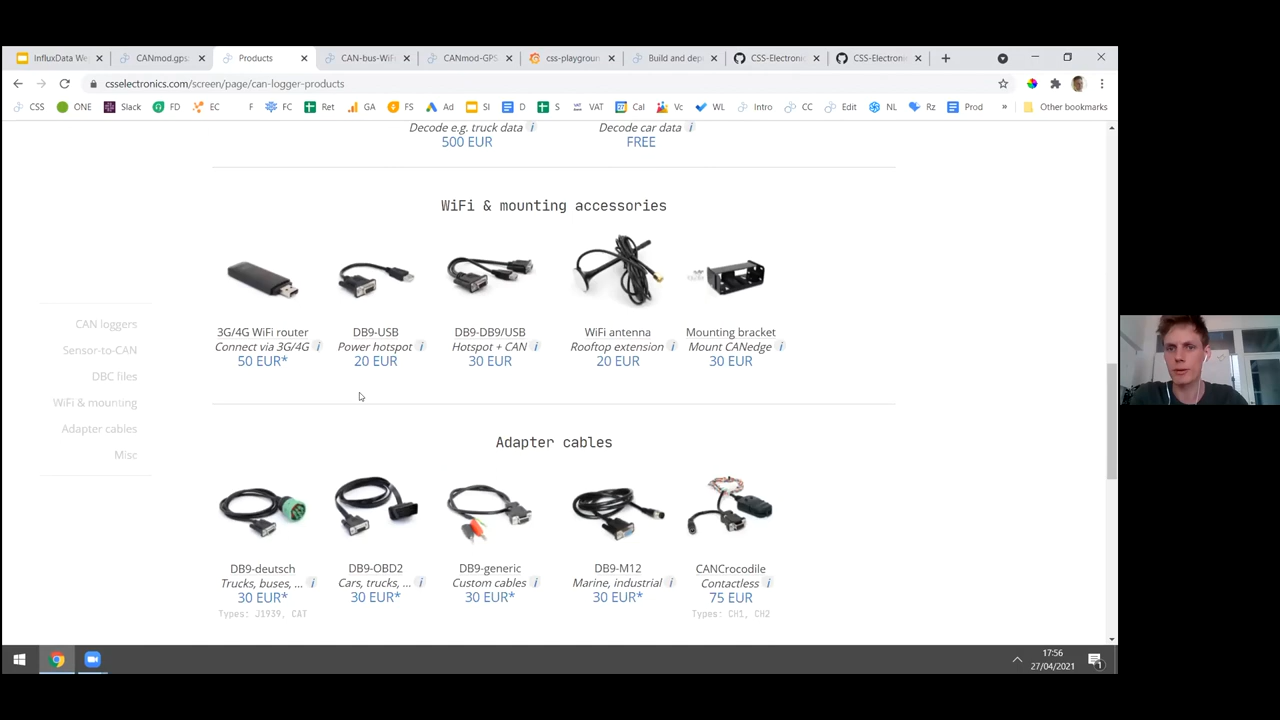 InfluxData We
CANmod.gps:
Products
CAN-bus-WiFi
CANmod-GPS
css-playgroun
Build and dep
CSS-Electronic
CSS-Electronic
csselectronics.com/screen/page/can-logger-products
CSS
ONE
Slack
FD
EC
F
FC
Ret
GA
FS
Ad
SI
D
S
VAT
Cal
Vc
WL
Intro
CC
Edit
NL
Rz
Prod
»
Other bookmarks
Decode e.g. truck data i
Decode car data i
500 EUR
FREE
WiFi & mounting accessories
3G/4G WiFi router
Connect via 3G/4G i
50 EUR*
DB9-USB
Power hotspot i
20 EUR
DB9-DB9/USB
Hotspot + CAN i
30 EUR
WiFi antenna
Rooftop extension i
20 EUR
Mounting bracket
Mount CANedge i
30 EUR
CAN loggers
Sensor-to-CAN
DBC files
WiFi & mounting
Adapter cables
Misc
Adapter cables
DB9-deutsch
Trucks, buses, ... i
30 EUR*
Types: J1939, CAT
DB9-OBD2
Cars, trucks, ... i
30 EUR*
DB9-generic
Custom cables i
30 EUR*
DB9-M12
Marine, industrial i
30 EUR*
CANCrocodile
Contactless i
75 EUR
Types: CH1, CH2
17:56
27/04/2021
1